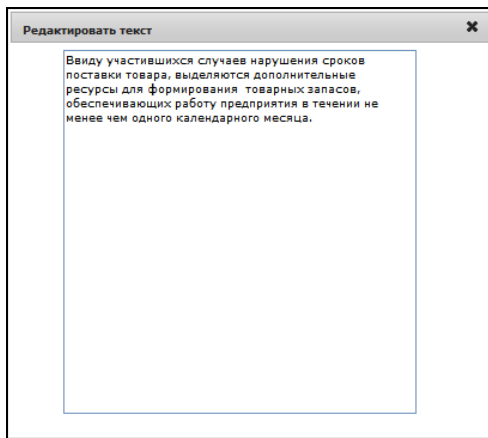 Редактировать текст
Ввиду участившихся случаев нарушения сроков
поставки товара, выделяются дополнительные
ресурсы для формирования  товарных запасов,
обеспечивающих работу предприятия в течении не
менее чем одного календарного месяца.